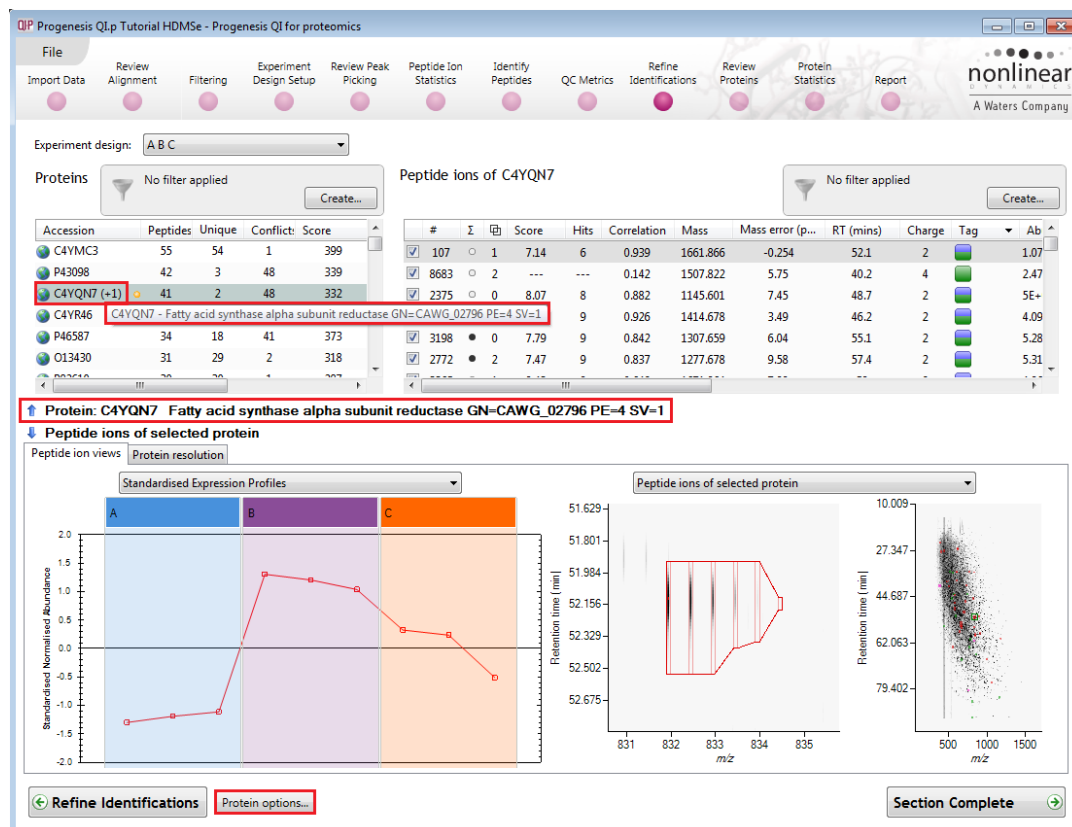 QIP Progenesis QI.p Tutorial HDMSe - Progenesis QI for proteomics
File
Import Data
Review Alignment
Filtering
Experiment Design Setup
Review Peak Picking
Peptide Ion Statistics
Identify Peptides
QC Metrics
Refine Identifications
Review Proteins
Protein Statistics
Report
nonlinear
DYNAMICS
A Waters Company
Experiment design: A B C
Proteins
No filter applied
Create...
Peptide ions of C4YQN7
No filter applied
Create...
Accession Peptides Unique Conflict: Score
C4YMC3 55 54 1 399
P43098 42 3 48 339
C4YQN7 (+1) 41 2 48 332
C4YR46
P46587 34 18 41 373
O13430 31 29 2 318
C4YQN7 - Fatty acid synthase alpha subunit reductase GN=CAWG_02796 PE=4 SV=1
# Σ Score Hits Correlation Mass Mass error (p... RT (mins) Charge Tag Ab
107 1 7.14 6 0.939 1661.866 -0.254 52.1 2 1.07
8683 2 --- --- 0.142 1507.822 5.75 40.2 4 2.47
2375 0 8.07 8 0.882 1145.601 7.45 48.7 2 5E+
9 0.926 1414.678 3.49 46.2 2 4.09
3198 0 7.79 9 0.842 1307.659 6.04 55.1 2 5.28
2772 2 7.47 9 0.837 1277.678 9.58 57.4 2 5.31
Protein: C4YQN7 Fatty acid synthase alpha subunit reductase GN=CAWG_02796 PE=4 SV=1
Peptide ions of selected protein
Peptide ion views Protein resolution
Standardised Expression Profiles
A B C
Standardised Normalised Abundance
2.0
1.5
1.0
0.5
0.0
-0.5
-1.0
-1.5
-2.0
Peptide ions of selected protein
Retention time (min)
51.629
51.801
51.984
52.156
52.329
52.502
52.675
831 832 833 834 835
m/z
Retention time (min)
10.009
27.347
44.687
62.063
79.402
500 1000 1500
m/z
Refine Identifications
Protein options...
Section Complete